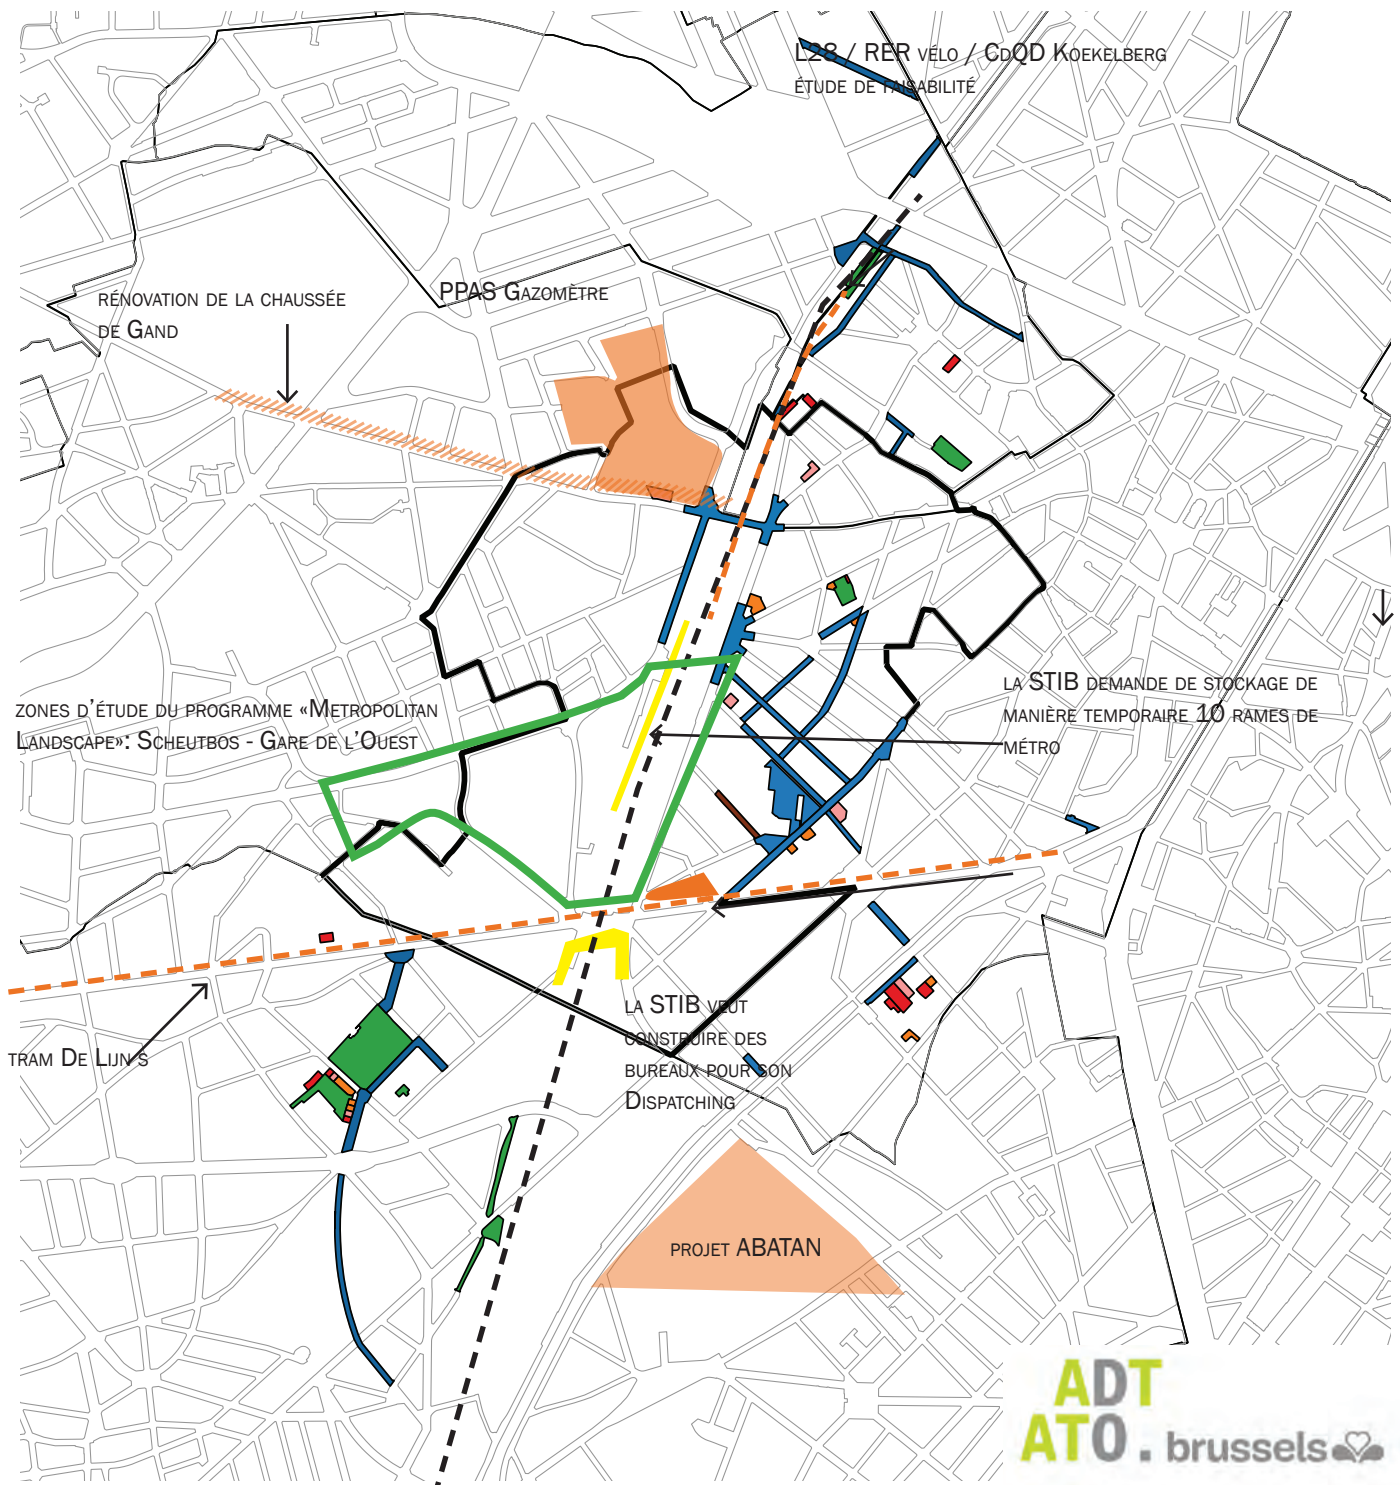 L28 / RER vélo / CdQD Koekelberg
étude de faisabilité
PPAS Gazomètre
rénovation de la chaussée
de Gand
la STIB demande de stockage de
manière temporaire 10 rames de
métro
zones d'étude du programme «Metropolitan
Landscape»: Scheutbos - Gare de l'Ouest
la STIB veut
construire des
bureaux pour son
Dispatching
tram De Lijn's
projet ABATAN
ADT
ATO. brussels